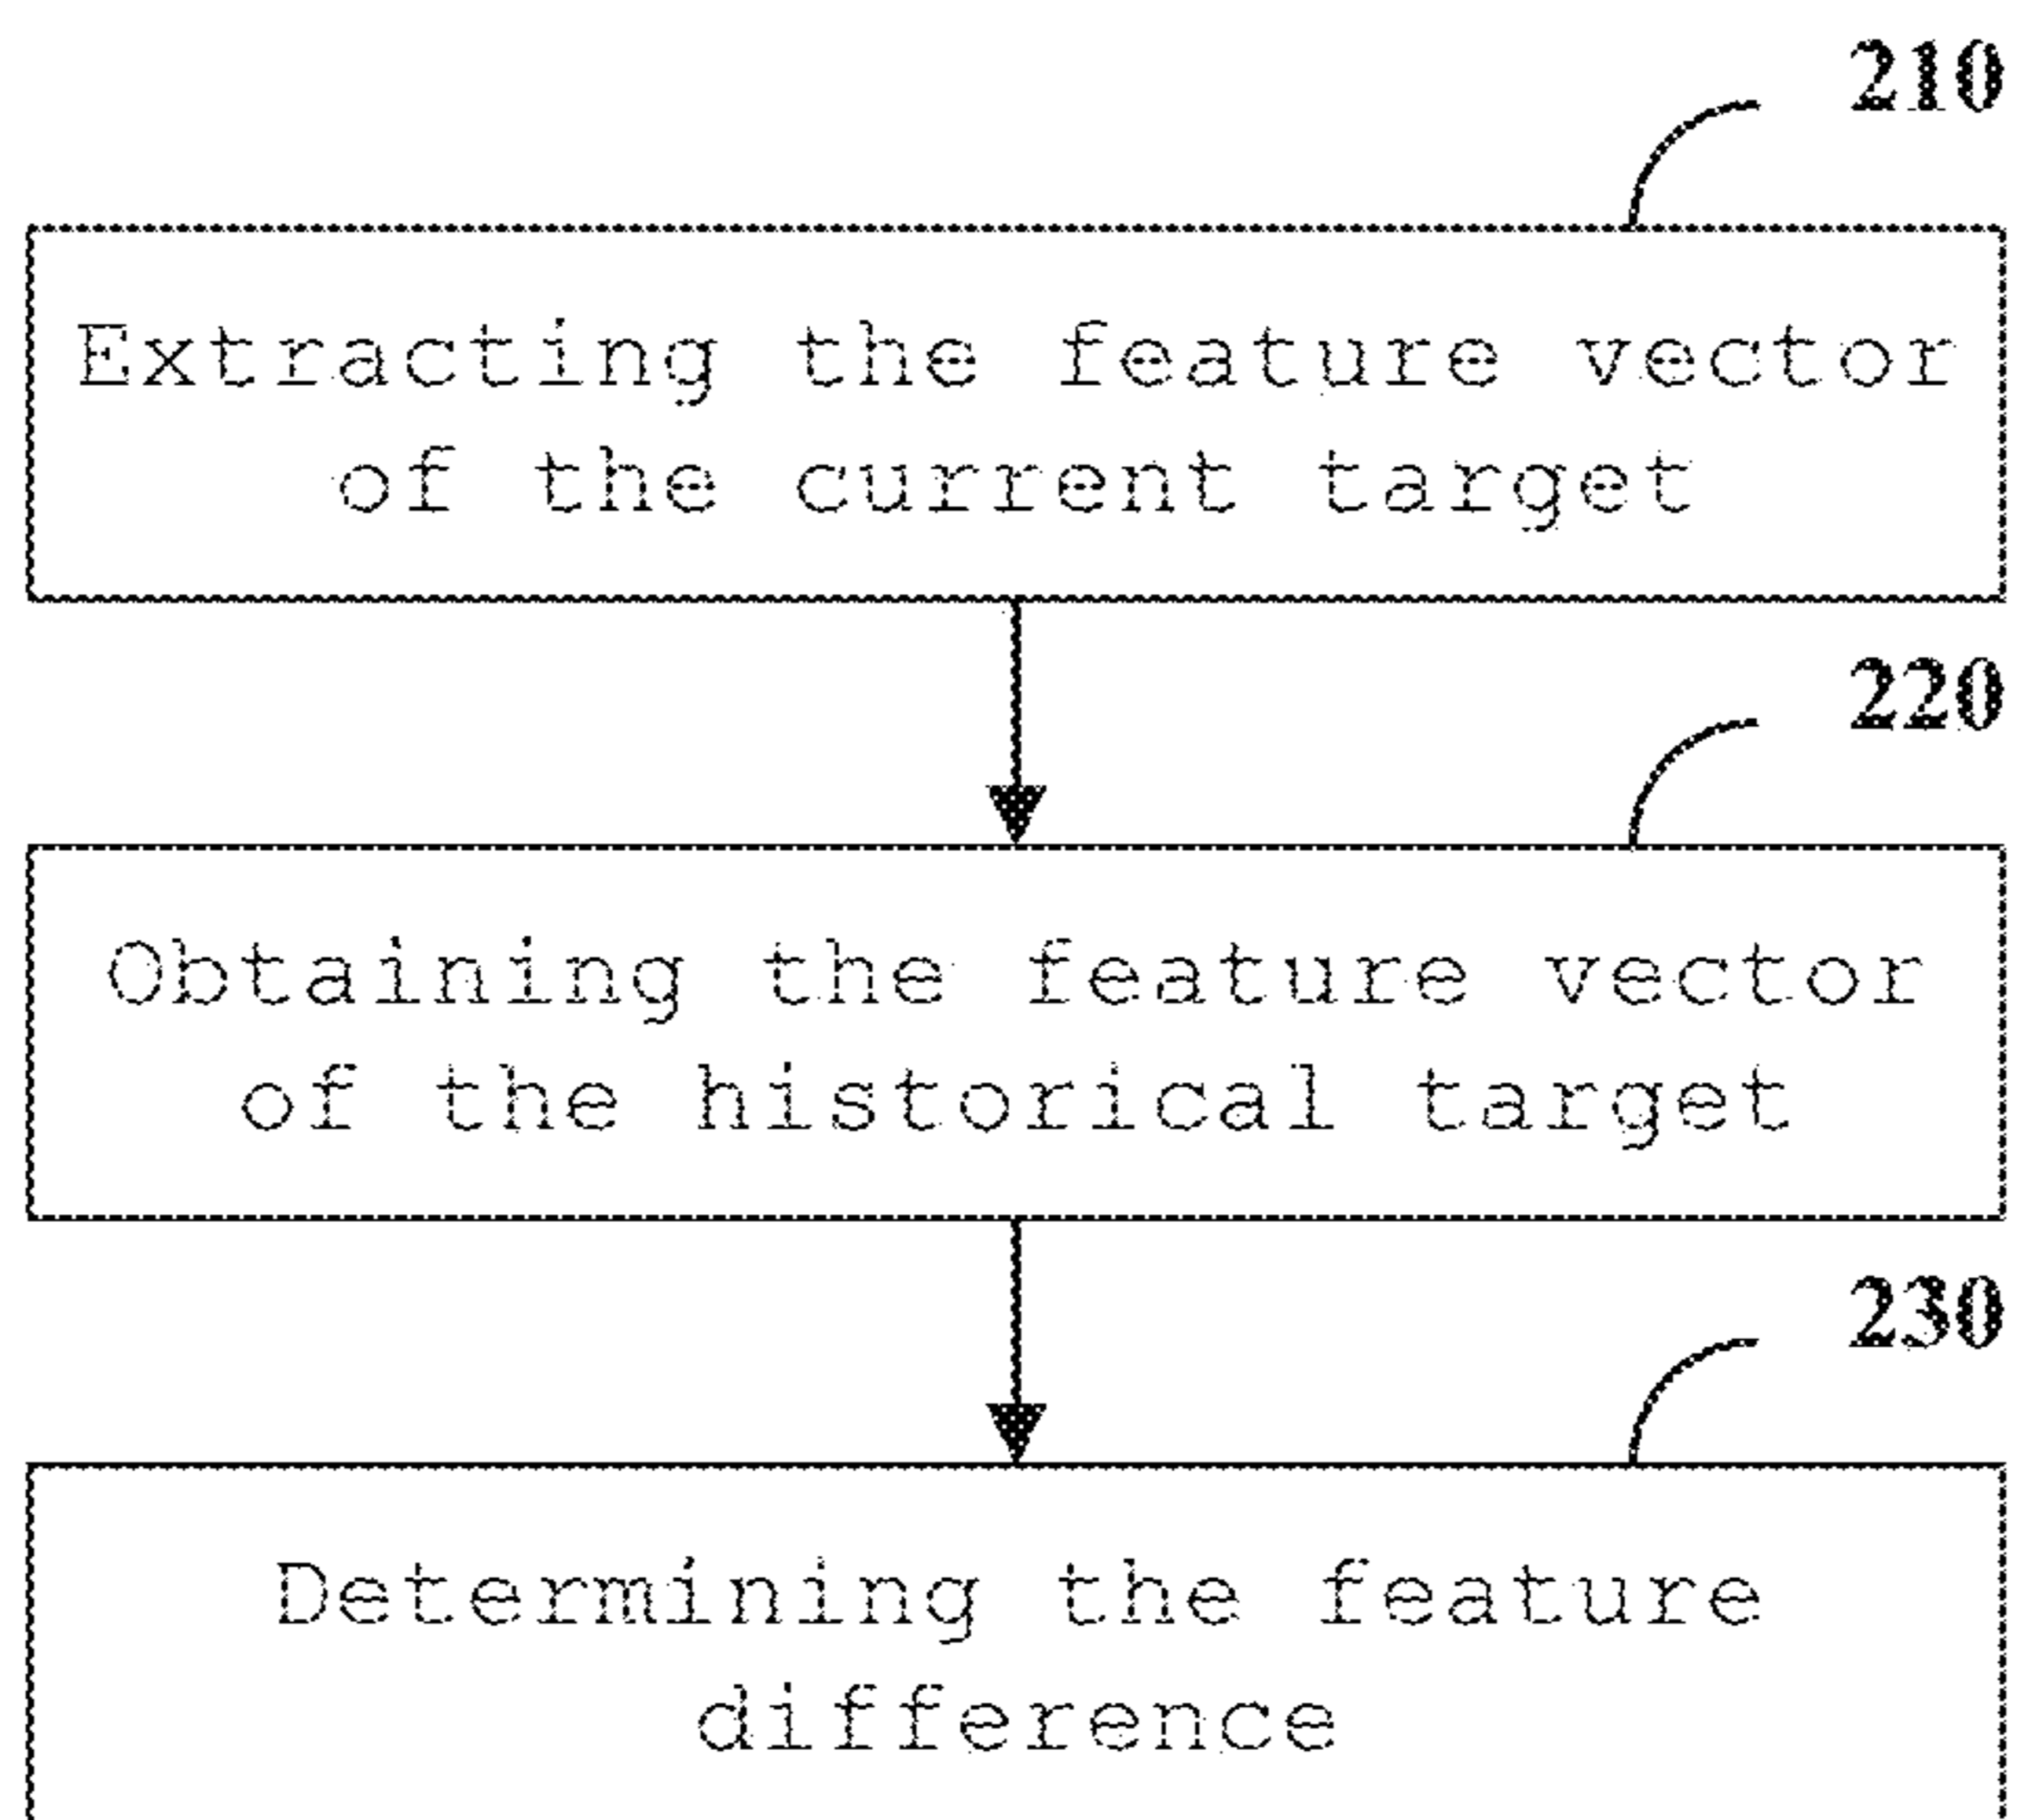 210
Extracting the feature vector
of the current target
220
Obtaining the feature vector
of the historical target
230
Determining the feature
difference